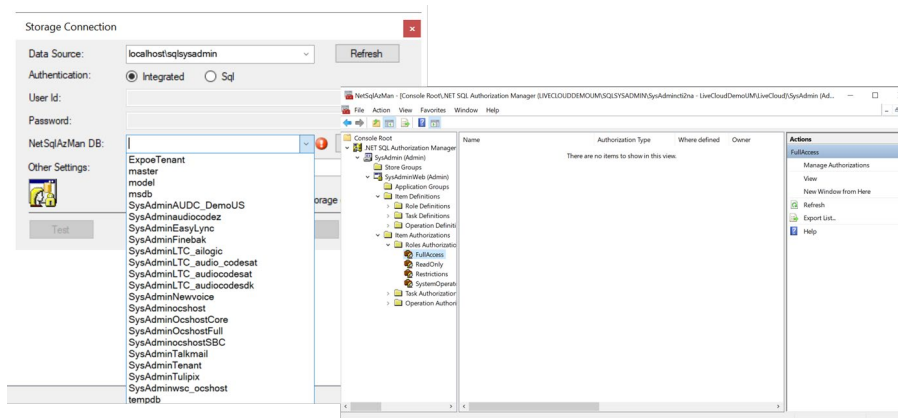 Storage Connection
Data Source: localhost\sqlsysadmin Refresh
Authentication: Integrated Sql
User Id:
Password:
NetSqlAzMan DB:
Other Settings:
Test
ExpoeTenant
master
model
msdb
SysAdminAUDC_DemoUS
SysAdminaudiocodez
SysAdminEasyLync
SysAdminFinebak
SysAdminLTC_ailogic
SysAdminLTC_audio_codesat
SysAdminLTC_audiocodesat
SysAdminLTC_audiocodesdk
SysAdminNewvoice
SysAdminocshost
SysAdminOcshostCore
SysAdminOcshostFull
SysAdminocshostSBC
SysAdminTalkmail
SysAdminTenant
SysAdminTulipix
SysAdminwsc_ocshost
tempdb
orage
NetSqlAzMan - [Console Root\.NET SQL Authorization Manager (LIVECLOUDDEMOUM\SQLSYSADMIN\SysAdmincti2na - LiveCloudDemoUM\LiveCloud)\SysAdmin (Ad...
File Action View Favorites Window Help
Console Root
.NET SQL Authorization Manager
SysAdmin (Admin)
Store Groups
SysAdminWeb (Admin)
Application Groups
Item Definitions
Role Definitions
Task Definitions
Operation Definiti
Item Authorizations
Roles Authorizatio
FullAccess
ReadOnly
Restrictions
SystemOperat
Task Authorization
Operation Authori
Name Authorization Type Where defined Owner
There are no items to show in this view.
Actions
FullAccess
Manage Authorizations
View
New Window from Here
Refresh
Export List...
Help